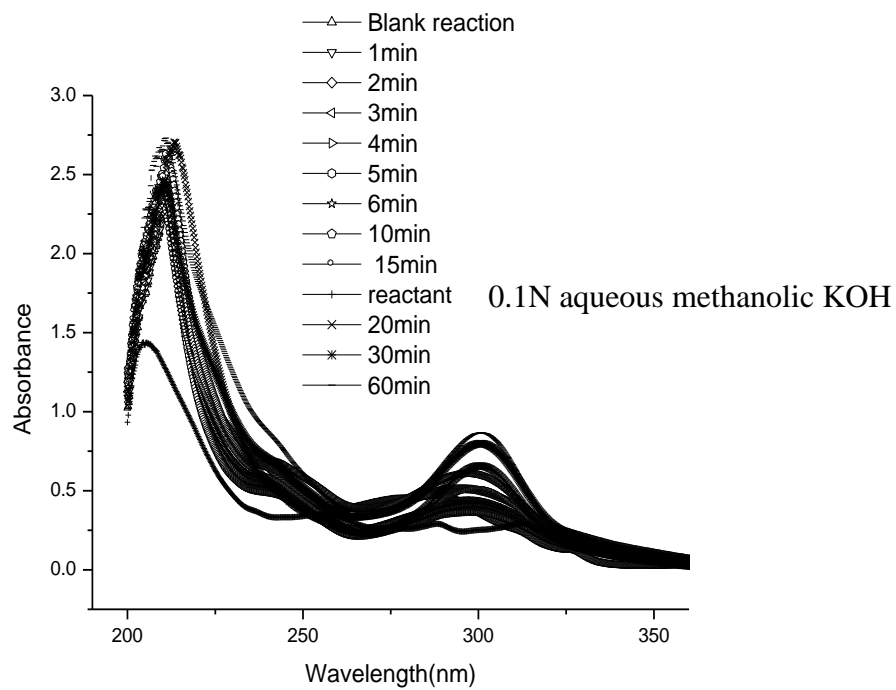 Blank reaction
1min
2min
3min
4min
5min
6min
10min
15min
reactant
20min
30min
60min
0.1N aqueous methanolic KOH
3.0
2.5
2.0
1.5
1.0
0.5
0.0
Absorbance
200 250 300 350
Wavelength(nm)